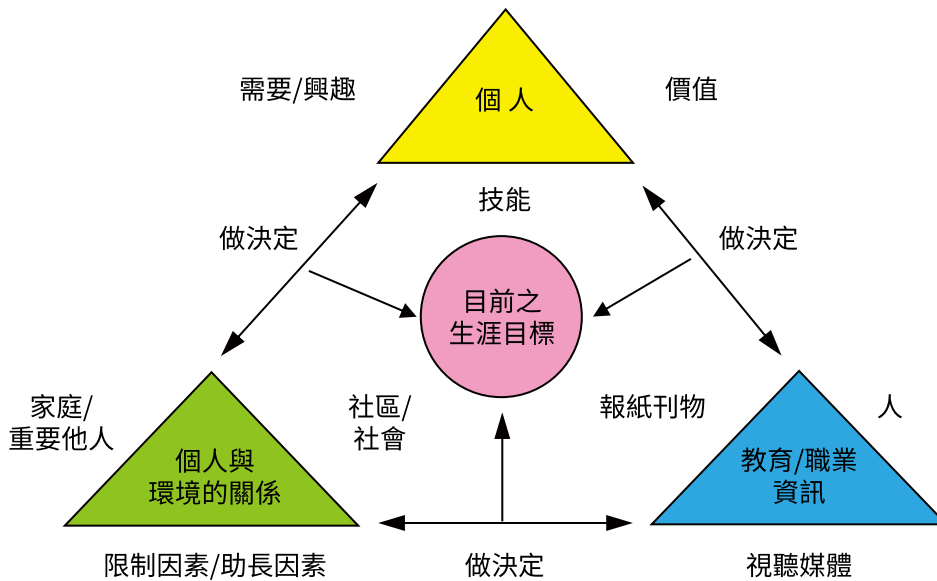 需要/興趣
個 人
價值
技能
做決定
做決定
目前之
生涯目標
家庭/
重要他人
個人與
環境的關係
社區/
社會
報紙刊物
教育/職業
資訊
人
限制因素/助長因素
做決定
視聽媒體